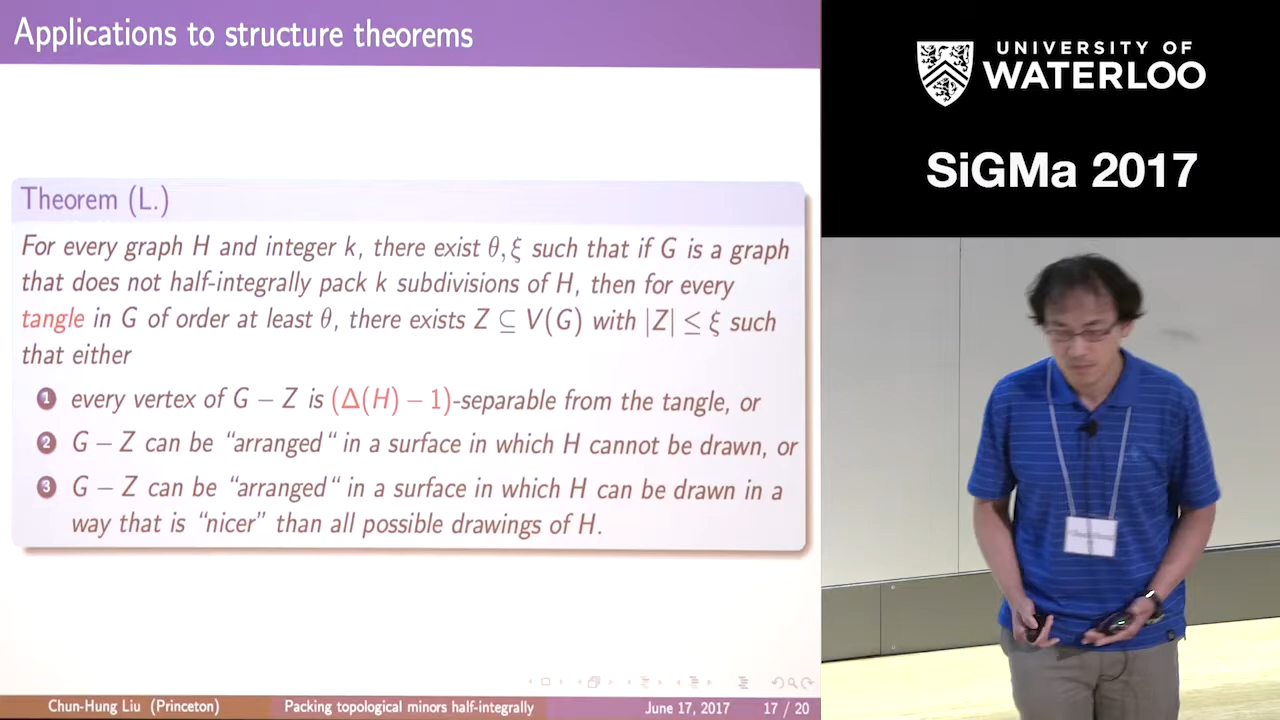 Applications to structure theorems
Theorem (L.)
For every graph H and integer k, there exist θ, ξ such that if G is a graph
that does not half-integrally pack k subdivisions of H, then for every
tangle in G of order at least θ, there exists Z ⊆ V(G) with |Z| ≤ ξ such
that either
1 every vertex of G − Z is (Δ(H) − 1)-separable from the tangle, or
2 G − Z can be “arranged“ in a surface in which H cannot be drawn, or
3 G − Z can be “arranged“ in a surface in which H can be drawn in a
way that is “nicer” than all possible drawings of H.
Chun-Hung Liu (Princeton)
Packing topological minors half-integrally
June 17, 2017
17 / 20
UNIVERSITY OF
WATERLOO
SiGMa 2017